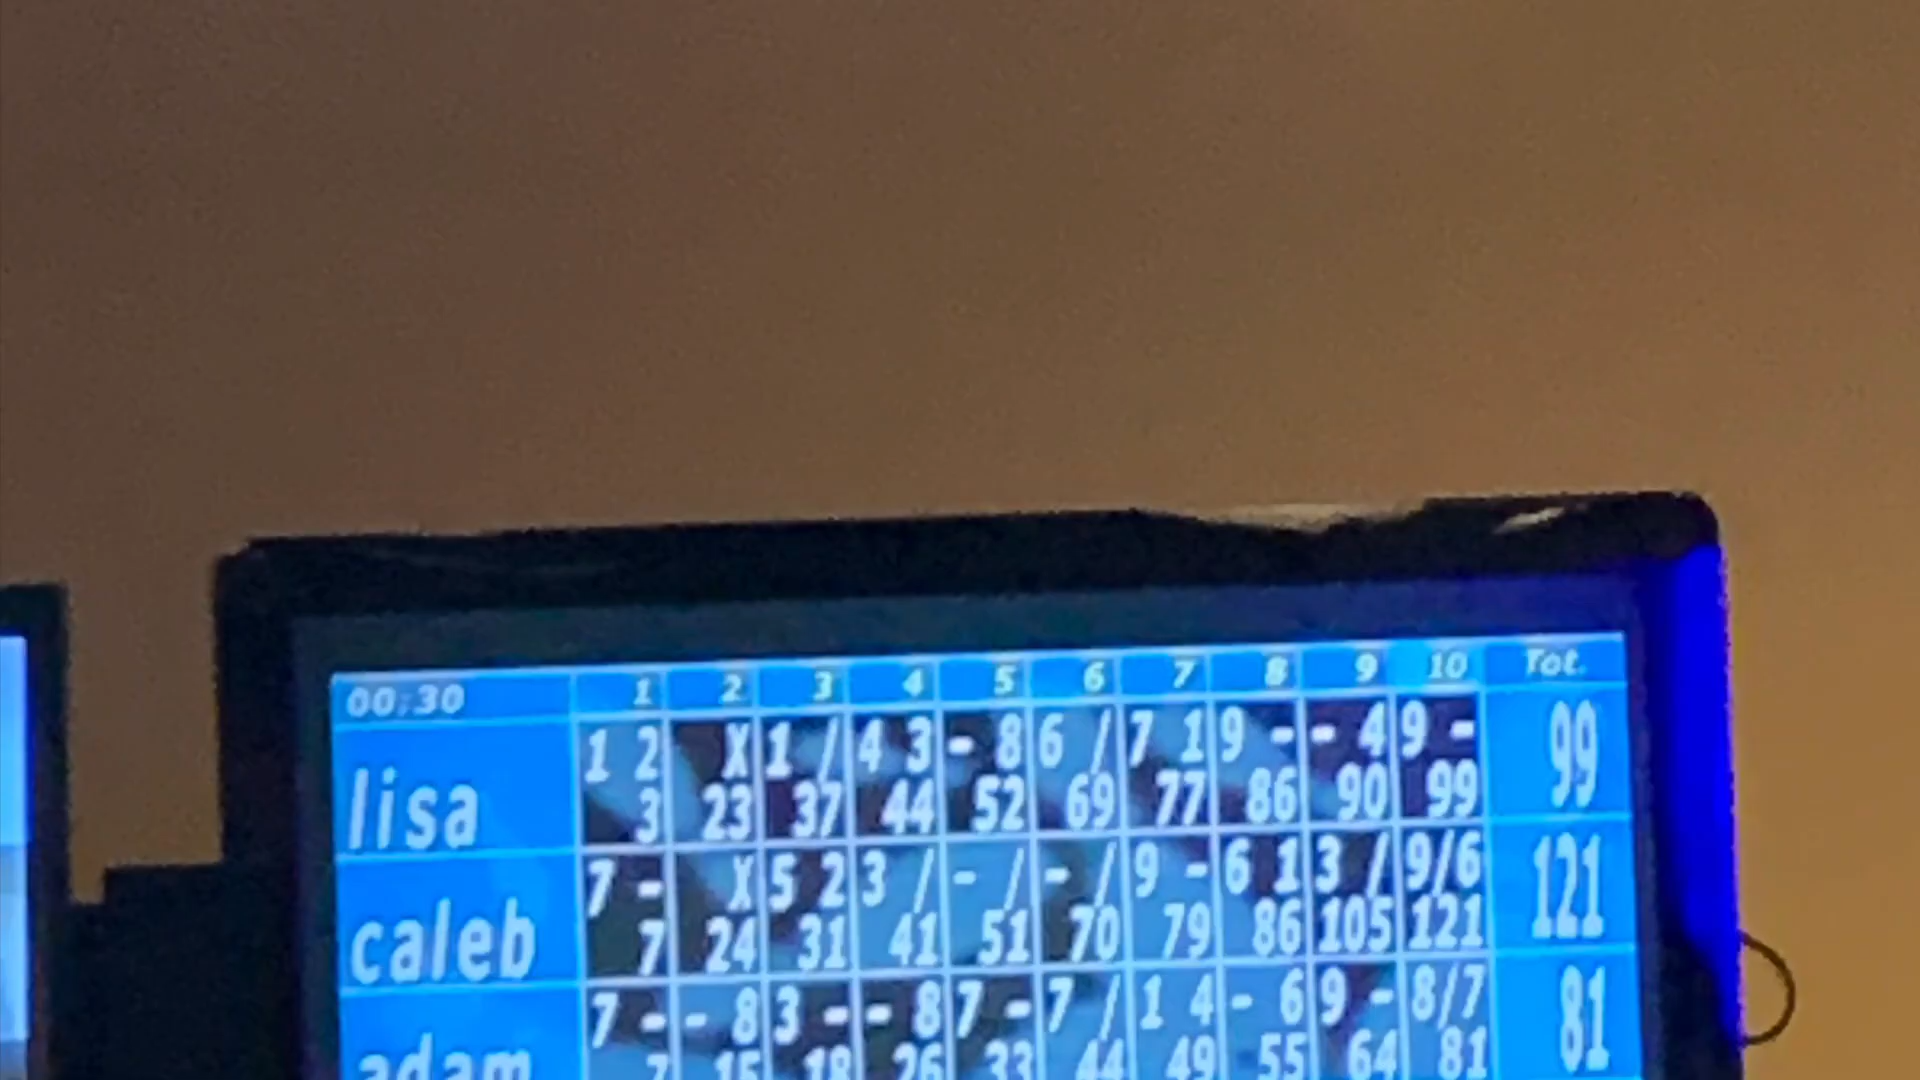 00:30 1 2 3 4 5 6 7 8 9 10 Tot.
1 2 X 1 / 4 3 - 8 6 / 7 1 9 - - 4 9 -
lisa 3 23 37 44 52 69 77 86 90 99 99
7 - X 5 2 3 / - / - / 9 - 6 1 3 / 9/6
caleb 7 24 31 41 51 70 79 86 105 121 121
7 - - 8 3 - - 8 7 - 7 / 1 4 - 6 9 - 8/7
adam 7 15 18 26 33 44 49 55 64 81 81